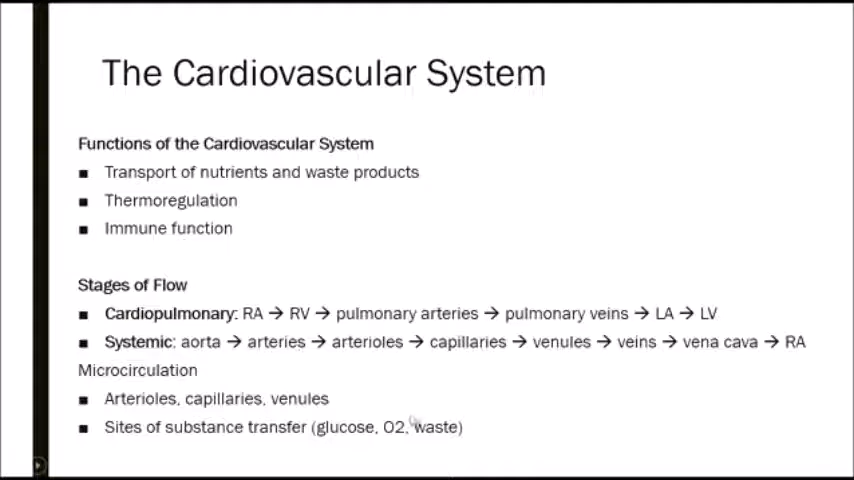 The Cardiovascular System
Functions of the Cardiovascular System
■ Transport of nutrients and waste products
■ Thermoregulation
■ Immune function
Stages of Flow
■ Cardiopulmonary: RA → RV → pulmonary arteries → pulmonary veins → LA → LV
■ Systemic: aorta → arteries → arterioles → capillaries → venules → veins → vena cava → RA
Microcirculation
■ Arterioles, capillaries, venules
■ Sites of substance transfer (glucose, O2, waste)